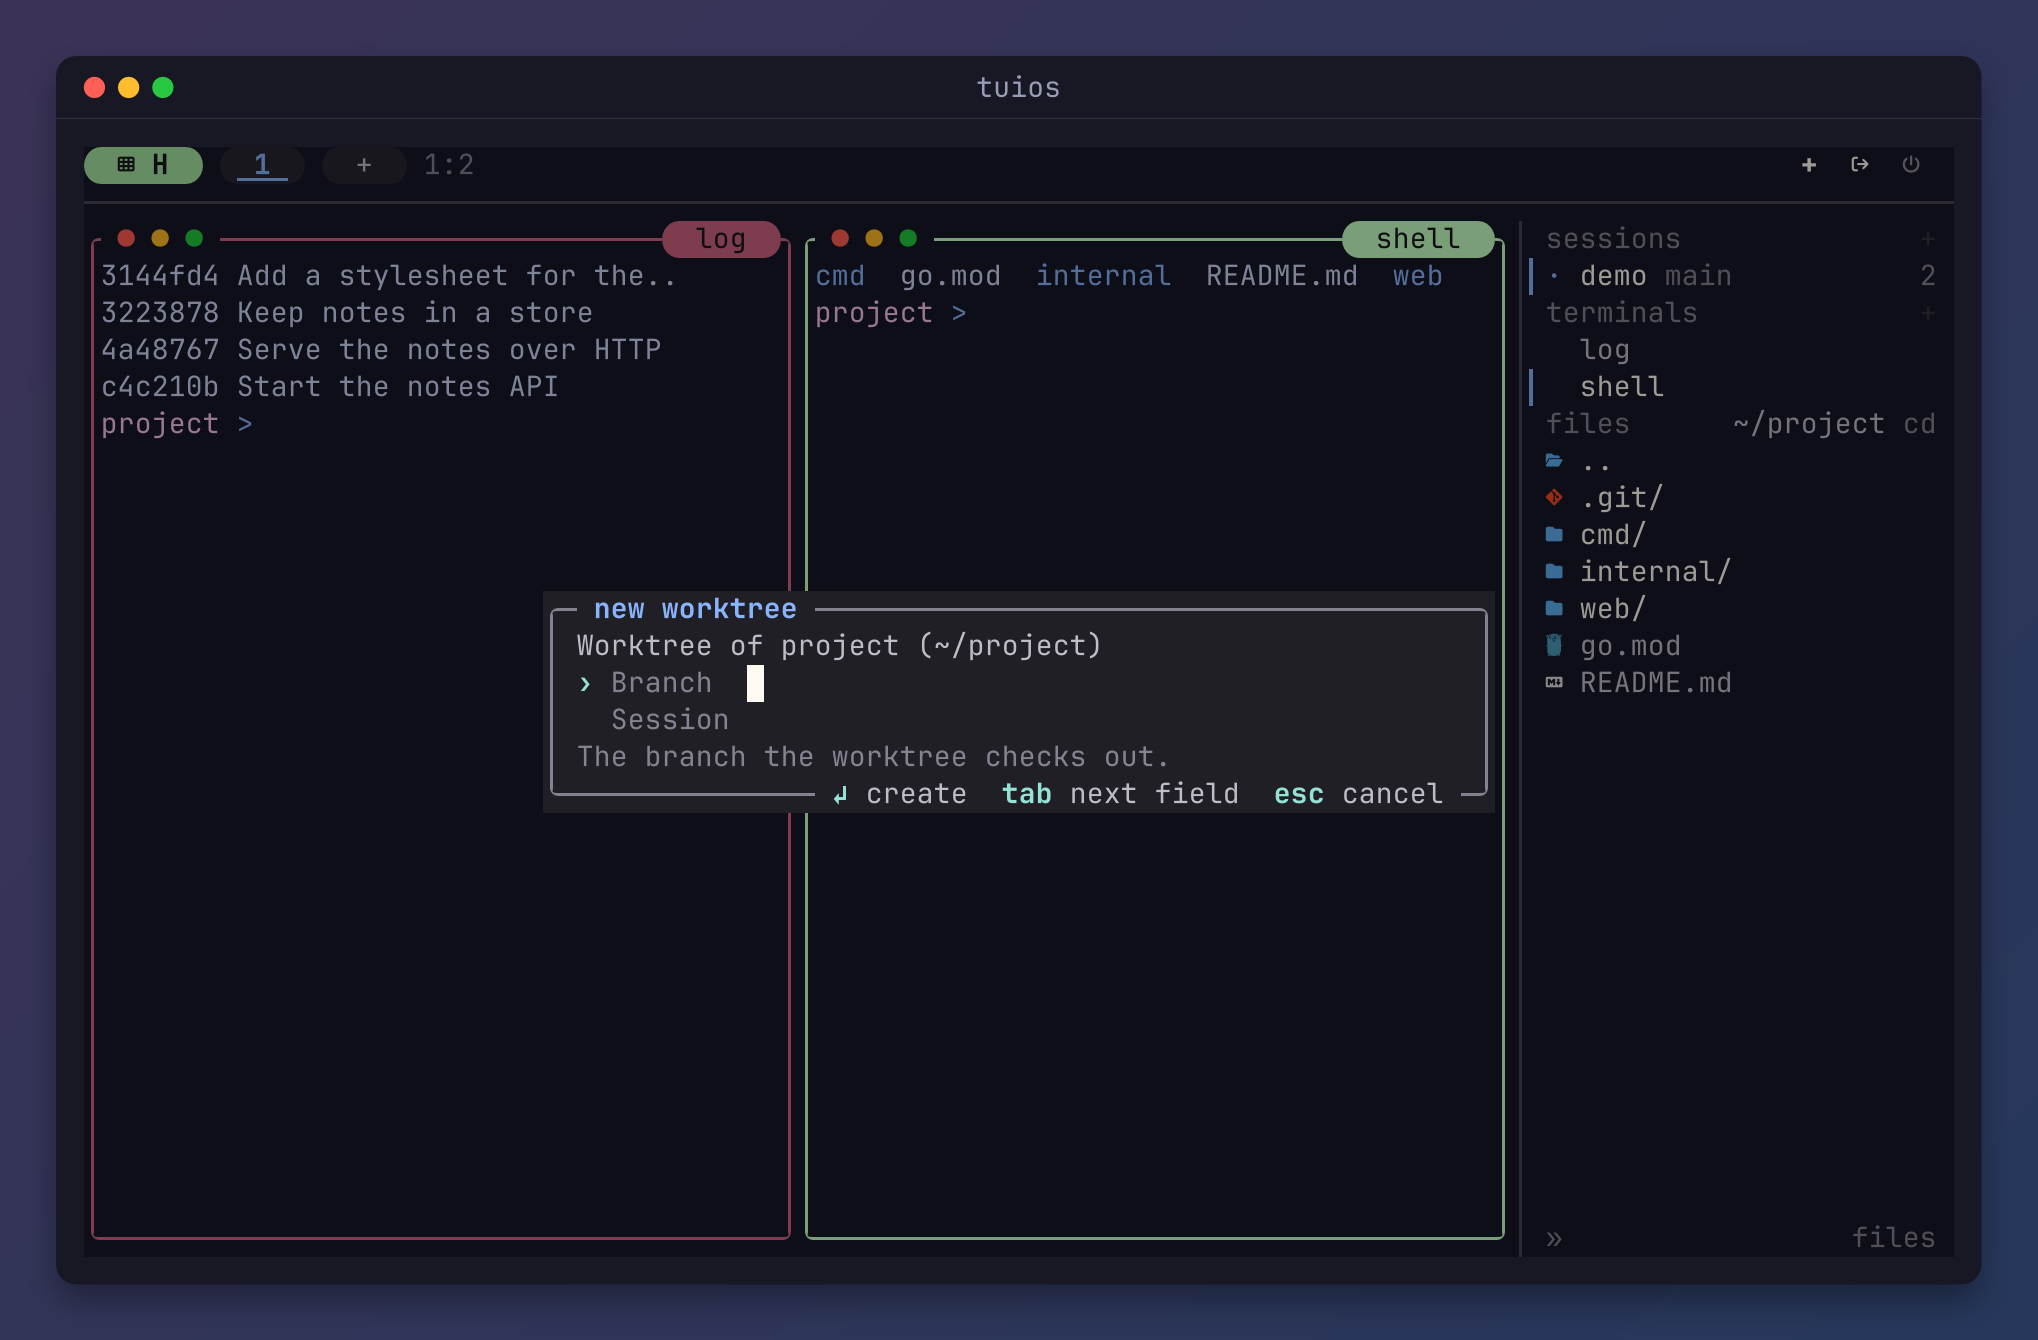 tuios
H 1 + 1:2
log
3144fd4 Add a stylesheet for the..
3223878 Keep notes in a store
4a48767 Serve the notes over HTTP
c4c210b Start the notes API
project >
shell
cmd go.mod internal README.md web
project >
new worktree
Worktree of project (~/project)
› Branch
Session
The branch the worktree checks out.
↲ create tab next field esc cancel
sessions +
· demo main 2
terminals +
log
shell
files ~/project cd
..
.git/
cmd/
internal/
web/
go.mod
README.md
» files